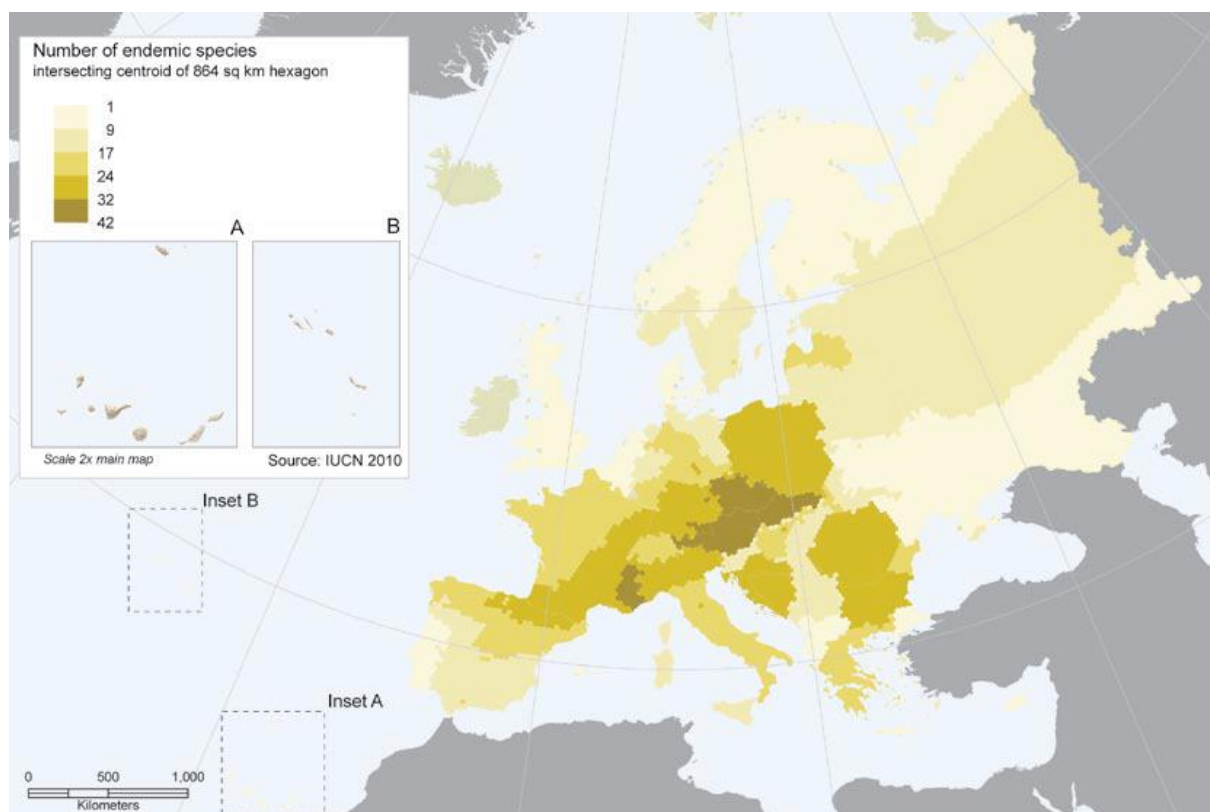 Number of endemic species
intersecting centroid of 864 sq km hexagon
1
9
17
24
32
42
A
B
Scale 2x main map
Source: IUCN 2010
Inset B
Inset A
0 500 1,000
Kilometers